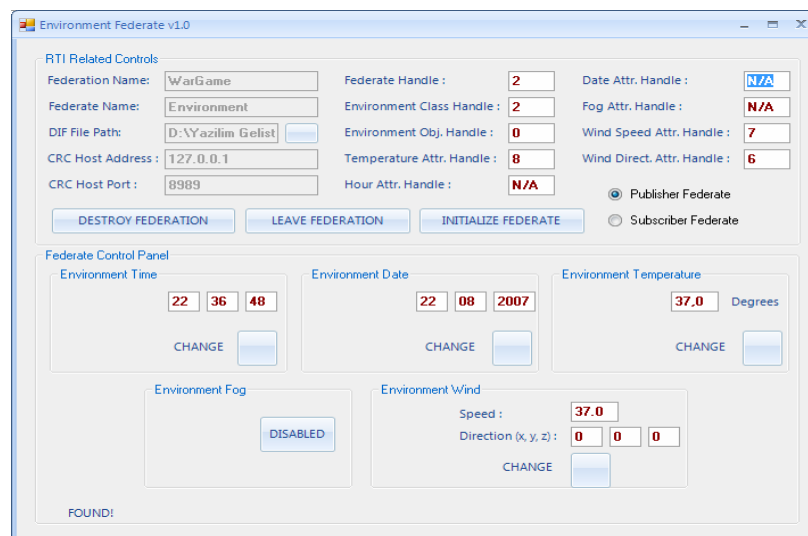 Environment Federate v1.0
RTI Related Controls
Federation Name: WarGame Federate Handle : 2 Date Attr. Handle : N/A
Federate Name: Environment Environment Class Handle : 2 Fog Attr. Handle : N/A
DIF File Path: D:\Yazilim Gelist Environment Obj. Handle : 0 Wind Speed Attr. Handle : 7
CRC Host Address : 127.0.0.1 Temperature Attr. Handle : 8 Wind Direct. Attr. Handle : 6
CRC Host Port : 8989 Hour Attr. Handle : N/A Publisher Federate
DESTROY FEDERATION LEAVE FEDERATION INITIALIZE FEDERATE Subscriber Federate
Federate Control Panel
Environment Time Environment Date Environment Temperature
22 36 48 22 08 2007 37,0 Degrees
CHANGE CHANGE CHANGE
Environment Fog Environment Wind
Speed : 37.0
DISABLED Direction (x, y, z) : 0 0 0
CHANGE
FOUND!